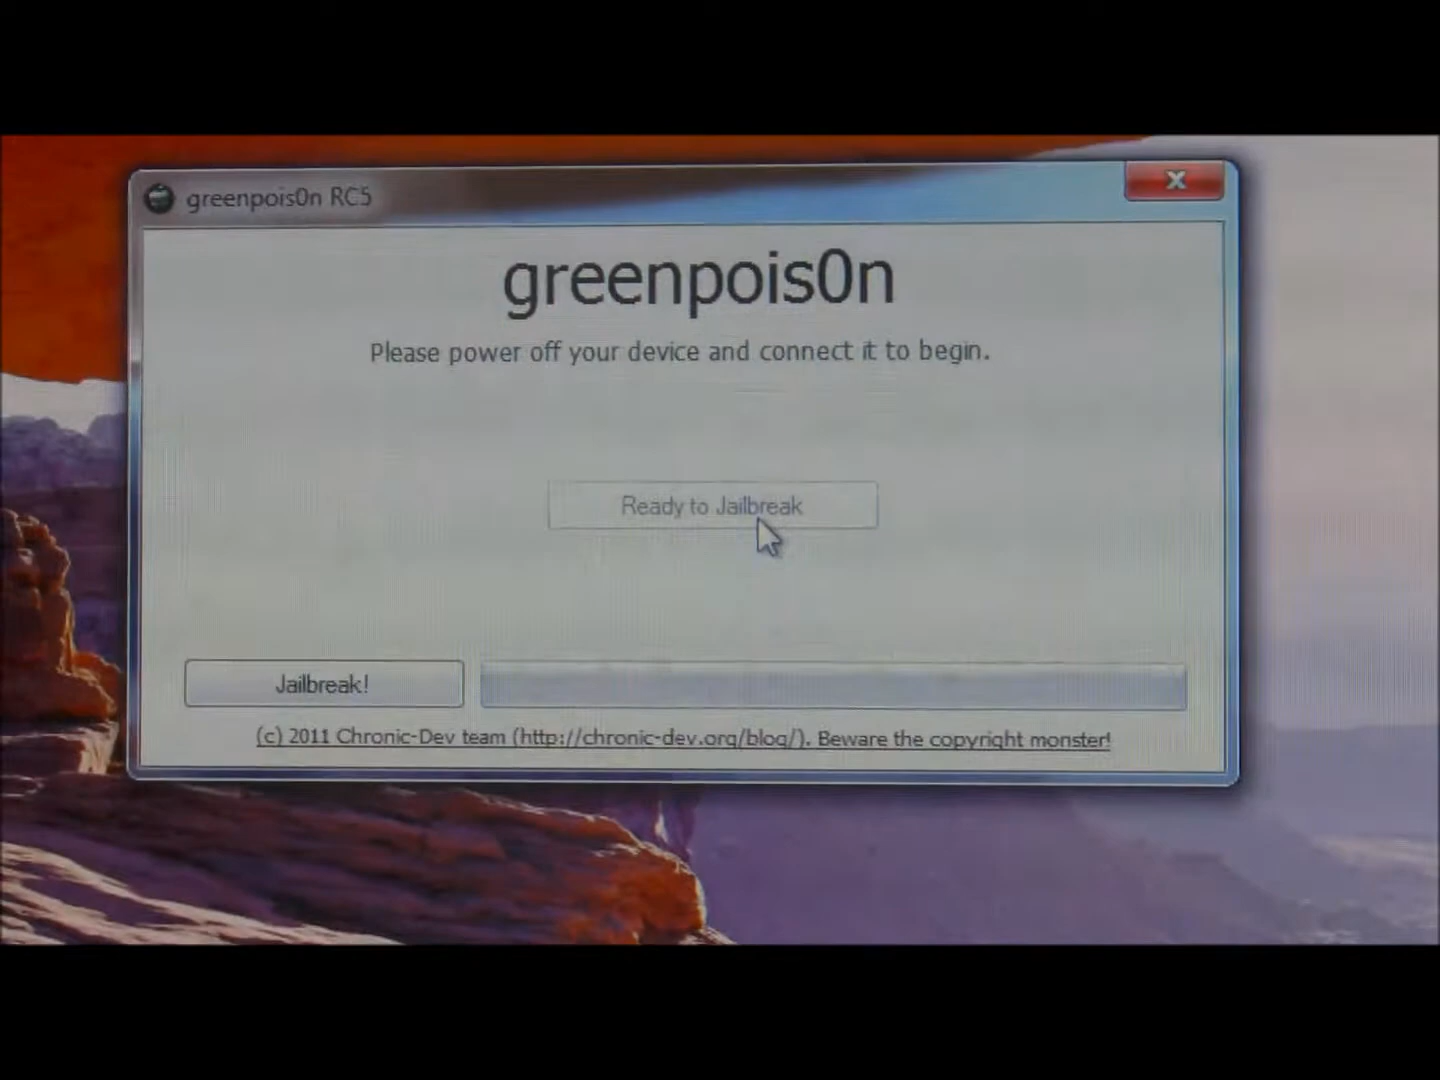 greenpois0n RC5
greenpois0n
Please power off your device and connect it to begin.
Ready to Jailbreak
Jailbreak!
(c) 2011 Chronic-Dev team (http://chronic-dev.org/blog/). Beware the copyright monster!